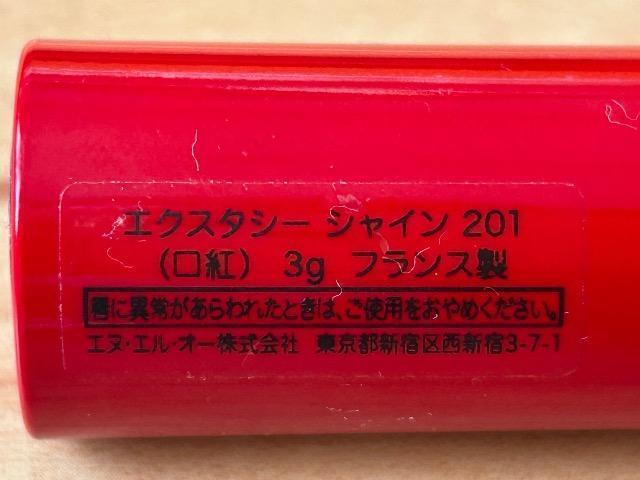 エクスタシー シャイン 201
（口紅） 3g フランス製
唇に異常があらわれたときは、ご使用をおやめください。
エヌ・エル・オー株式会社 東京都新宿区西新宿3-7-1